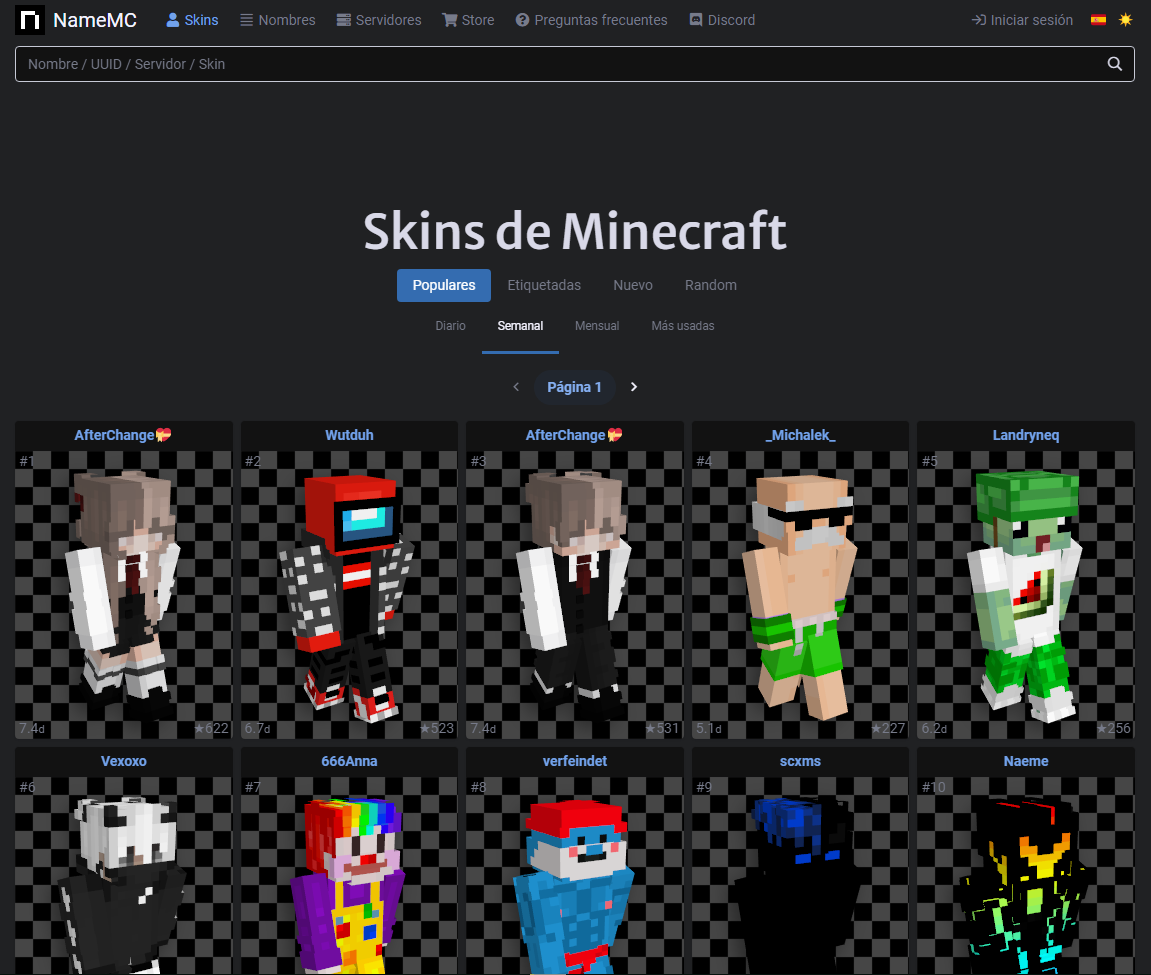 NameMC Skins Nombres Servidores Store Preguntas frecuentes Discord Iniciar sesión
Nombre / UUID / Servidor / Skin
Skins de Minecraft
Populares Etiquetadas Nuevo Random
Diario Semanal Mensual Más usadas
Página 1
AfterChange💝 Wutduh AfterChange💝 _Michalek_ Landryneq
#1 #2 #3 #4 #5
7.4d ★622 6.7d ★523 7.4d ★531 5.1d ★227 6.2d ★256
Vexoxo 666Anna verfeindet scxms Naeme
#6 #7 #8 #9 #10